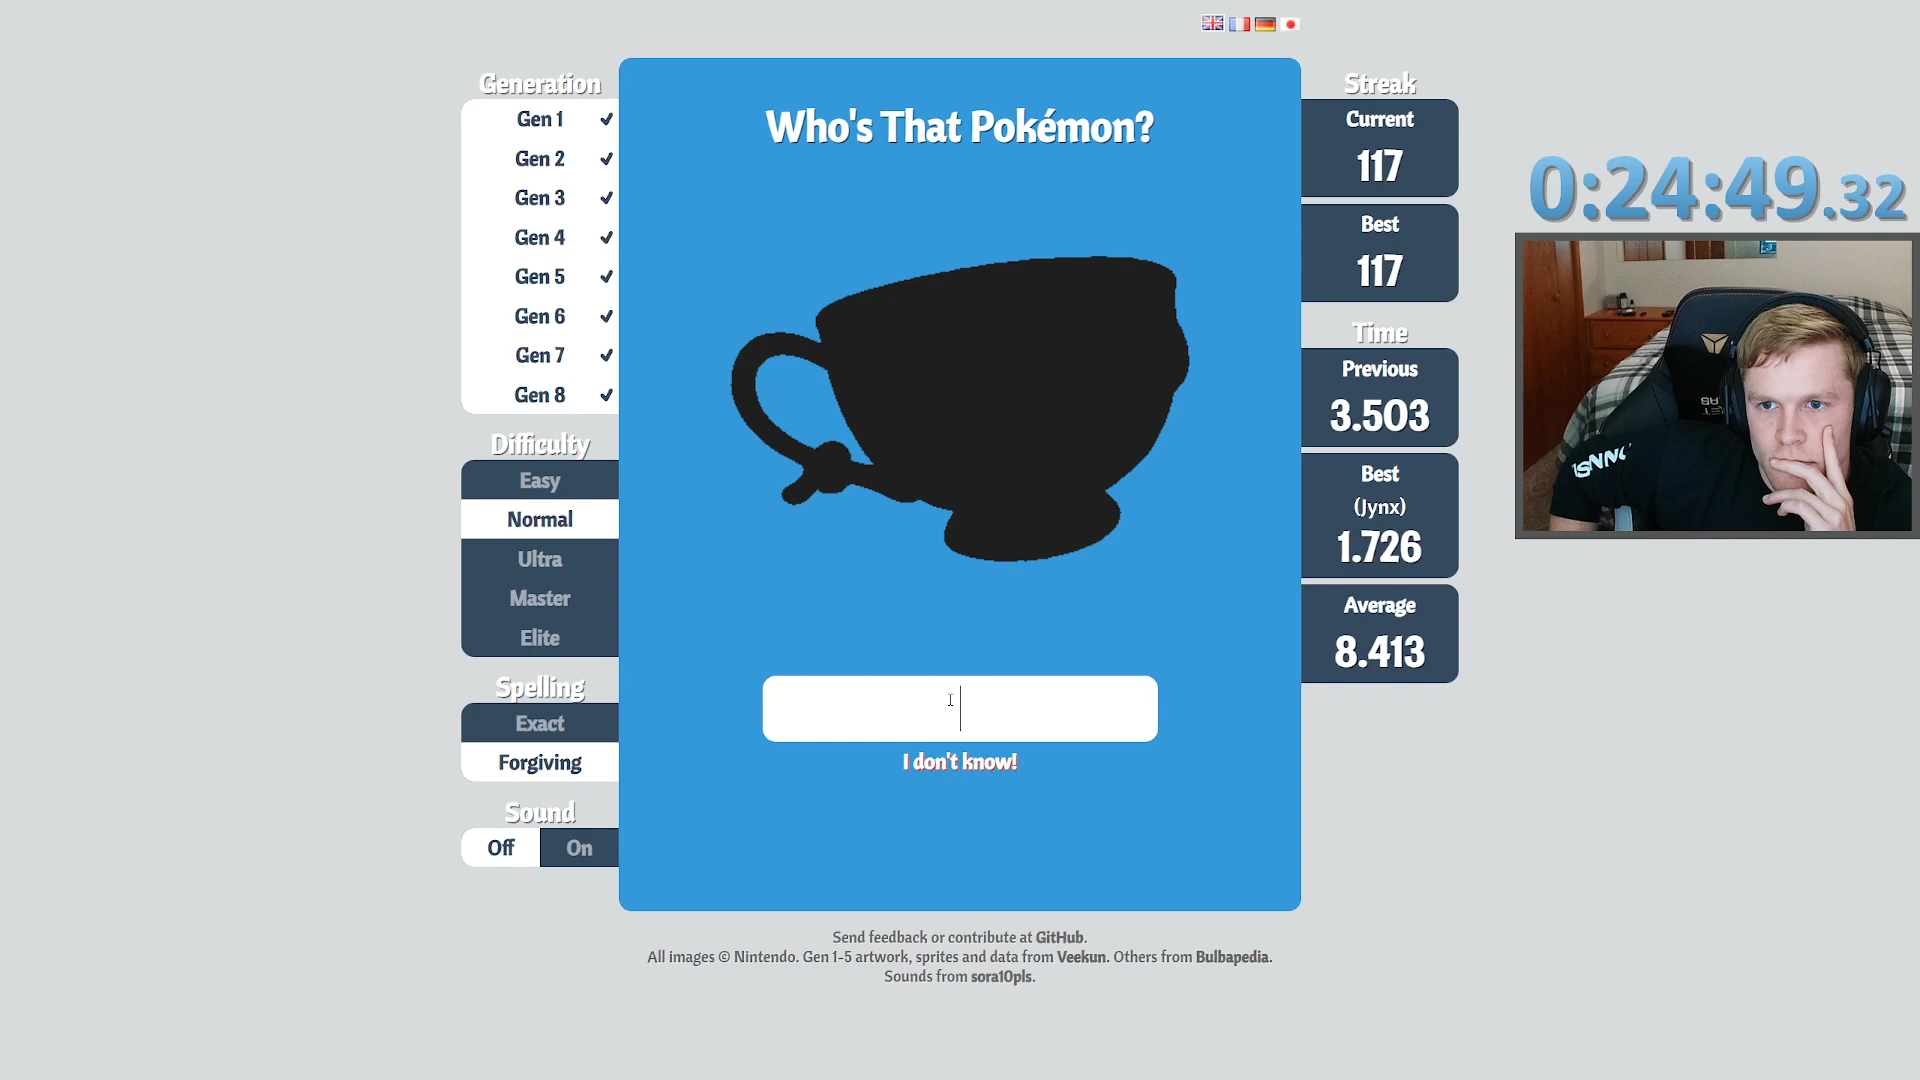 Generation
Gen 1
Gen 2
Gen 3
Gen 4
Gen 5
Gen 6
Gen 7
Gen 8
Difficulty
Easy
Normal
Ultra
Master
Elite
Spelling
Exact
Forgiving
Sound
Off On
Who's That Pokémon?
I don't know!
Send feedback or contribute at GitHub.
All images © Nintendo. Gen 1-5 artwork, sprites and data from Veekun. Others from Bulbapedia.
Sounds from sora10pls.
Streak
Current
117
Best
117
Time
Previous
3.503
Best
(Jynx)
1.726
Average
8.413
0:24:49.32